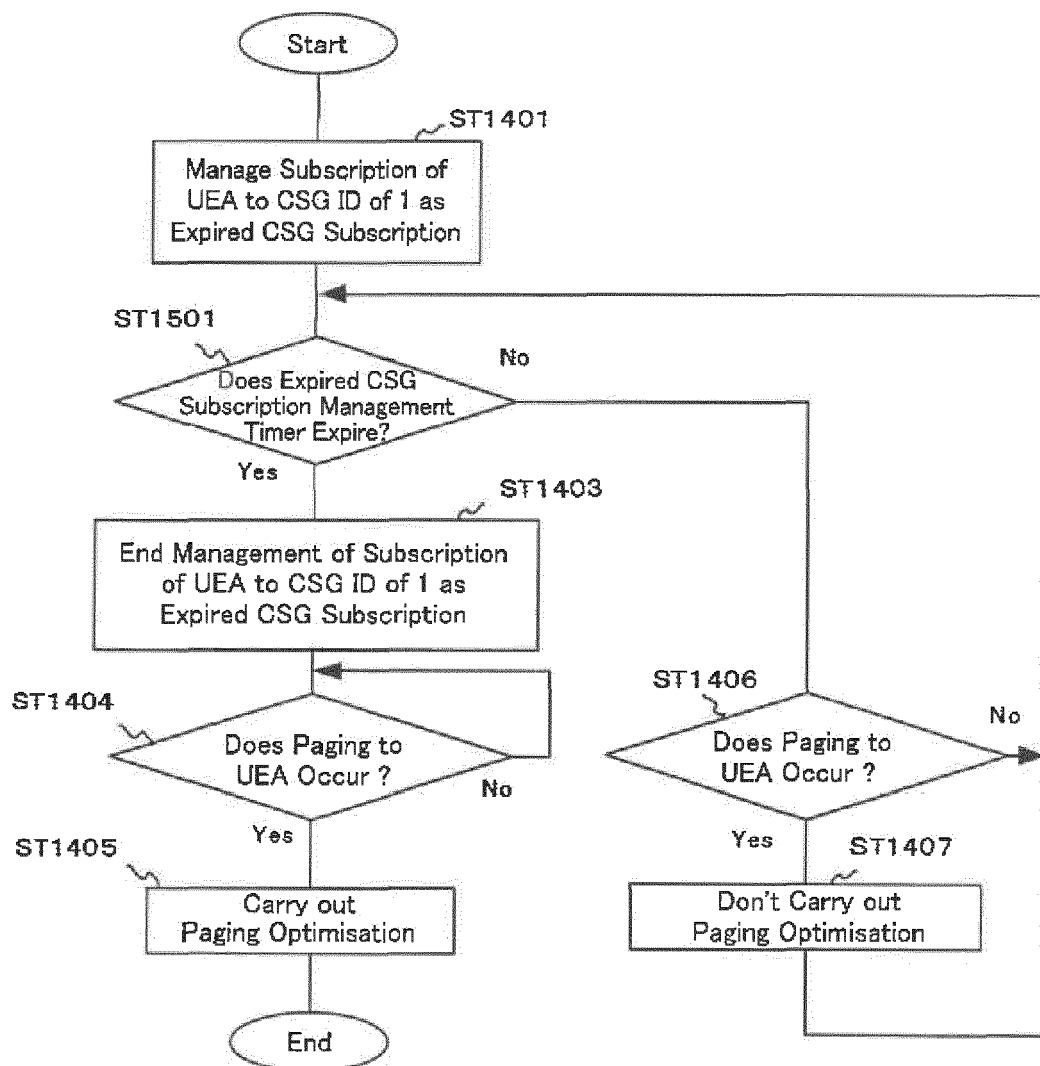 Start
ST1401
Manage Subscription of
UEA to CSG ID of 1 as
Expired CSG Subscription
ST1501
No
Does Expired CSG
Subscription Management
Timer Expire?
Yes
ST1403
End Management of Subscription
of UEA to CSG ID of 1 as
Expired CSG Subscription
ST1404
Does Paging to
UEA Occur ?
No
Yes
ST1406
Does Paging to
UEA Occur ?
No
Yes
ST1405
Carry out
Paging Optimisation
ST1407
Don't Carry out
Paging Optimisation
End